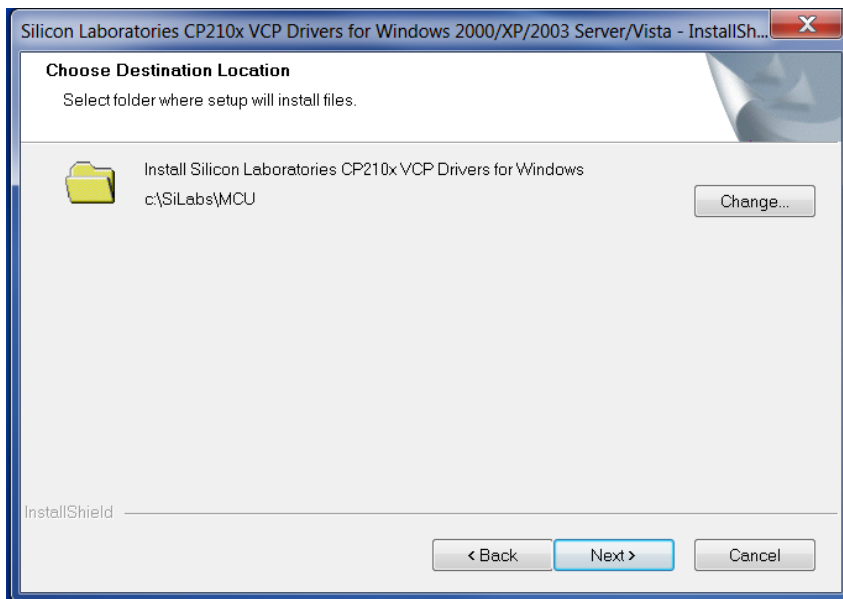 Silicon Laboratories CP210x VCP Drivers for Windows 2000/XP/2003 Server/Vista - InstallSh...
Choose Destination Location
Select folder where setup will install files.
Install Silicon Laboratories CP210x VCP Drivers for Windows
c:\SiLabs\MCU
Change...
InstallShield
< Back
Next >
Cancel